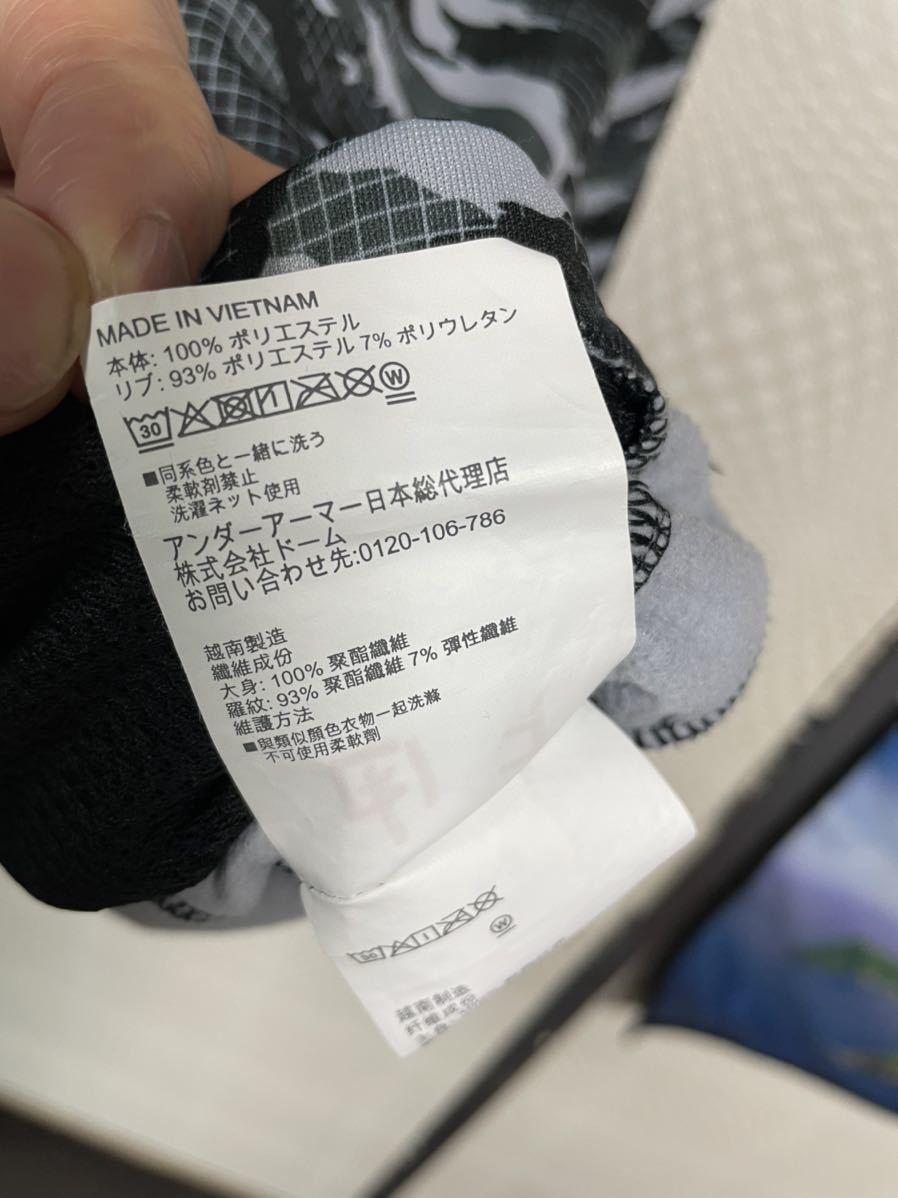 MADE IN VIETNAM
本体: 100% ポリエステル
リブ: 93% ポリエステル 7% ポリウレタン
30
W
■同系色と一緒に洗う
柔軟剤禁止
洗濯ネット使用
アンダーアーマー日本総代理店
株式会社ドーム
お問い合わせ先:0120-106-786
越南製造
纖維成份
大身: 100% 聚酯纖維
羅紋: 93% 聚酯纖維 7% 彈性纖維
維護方法
■與類似顏色衣物一起洗滌
不可使用柔軟劑
30
W
越南制造
纤维成份